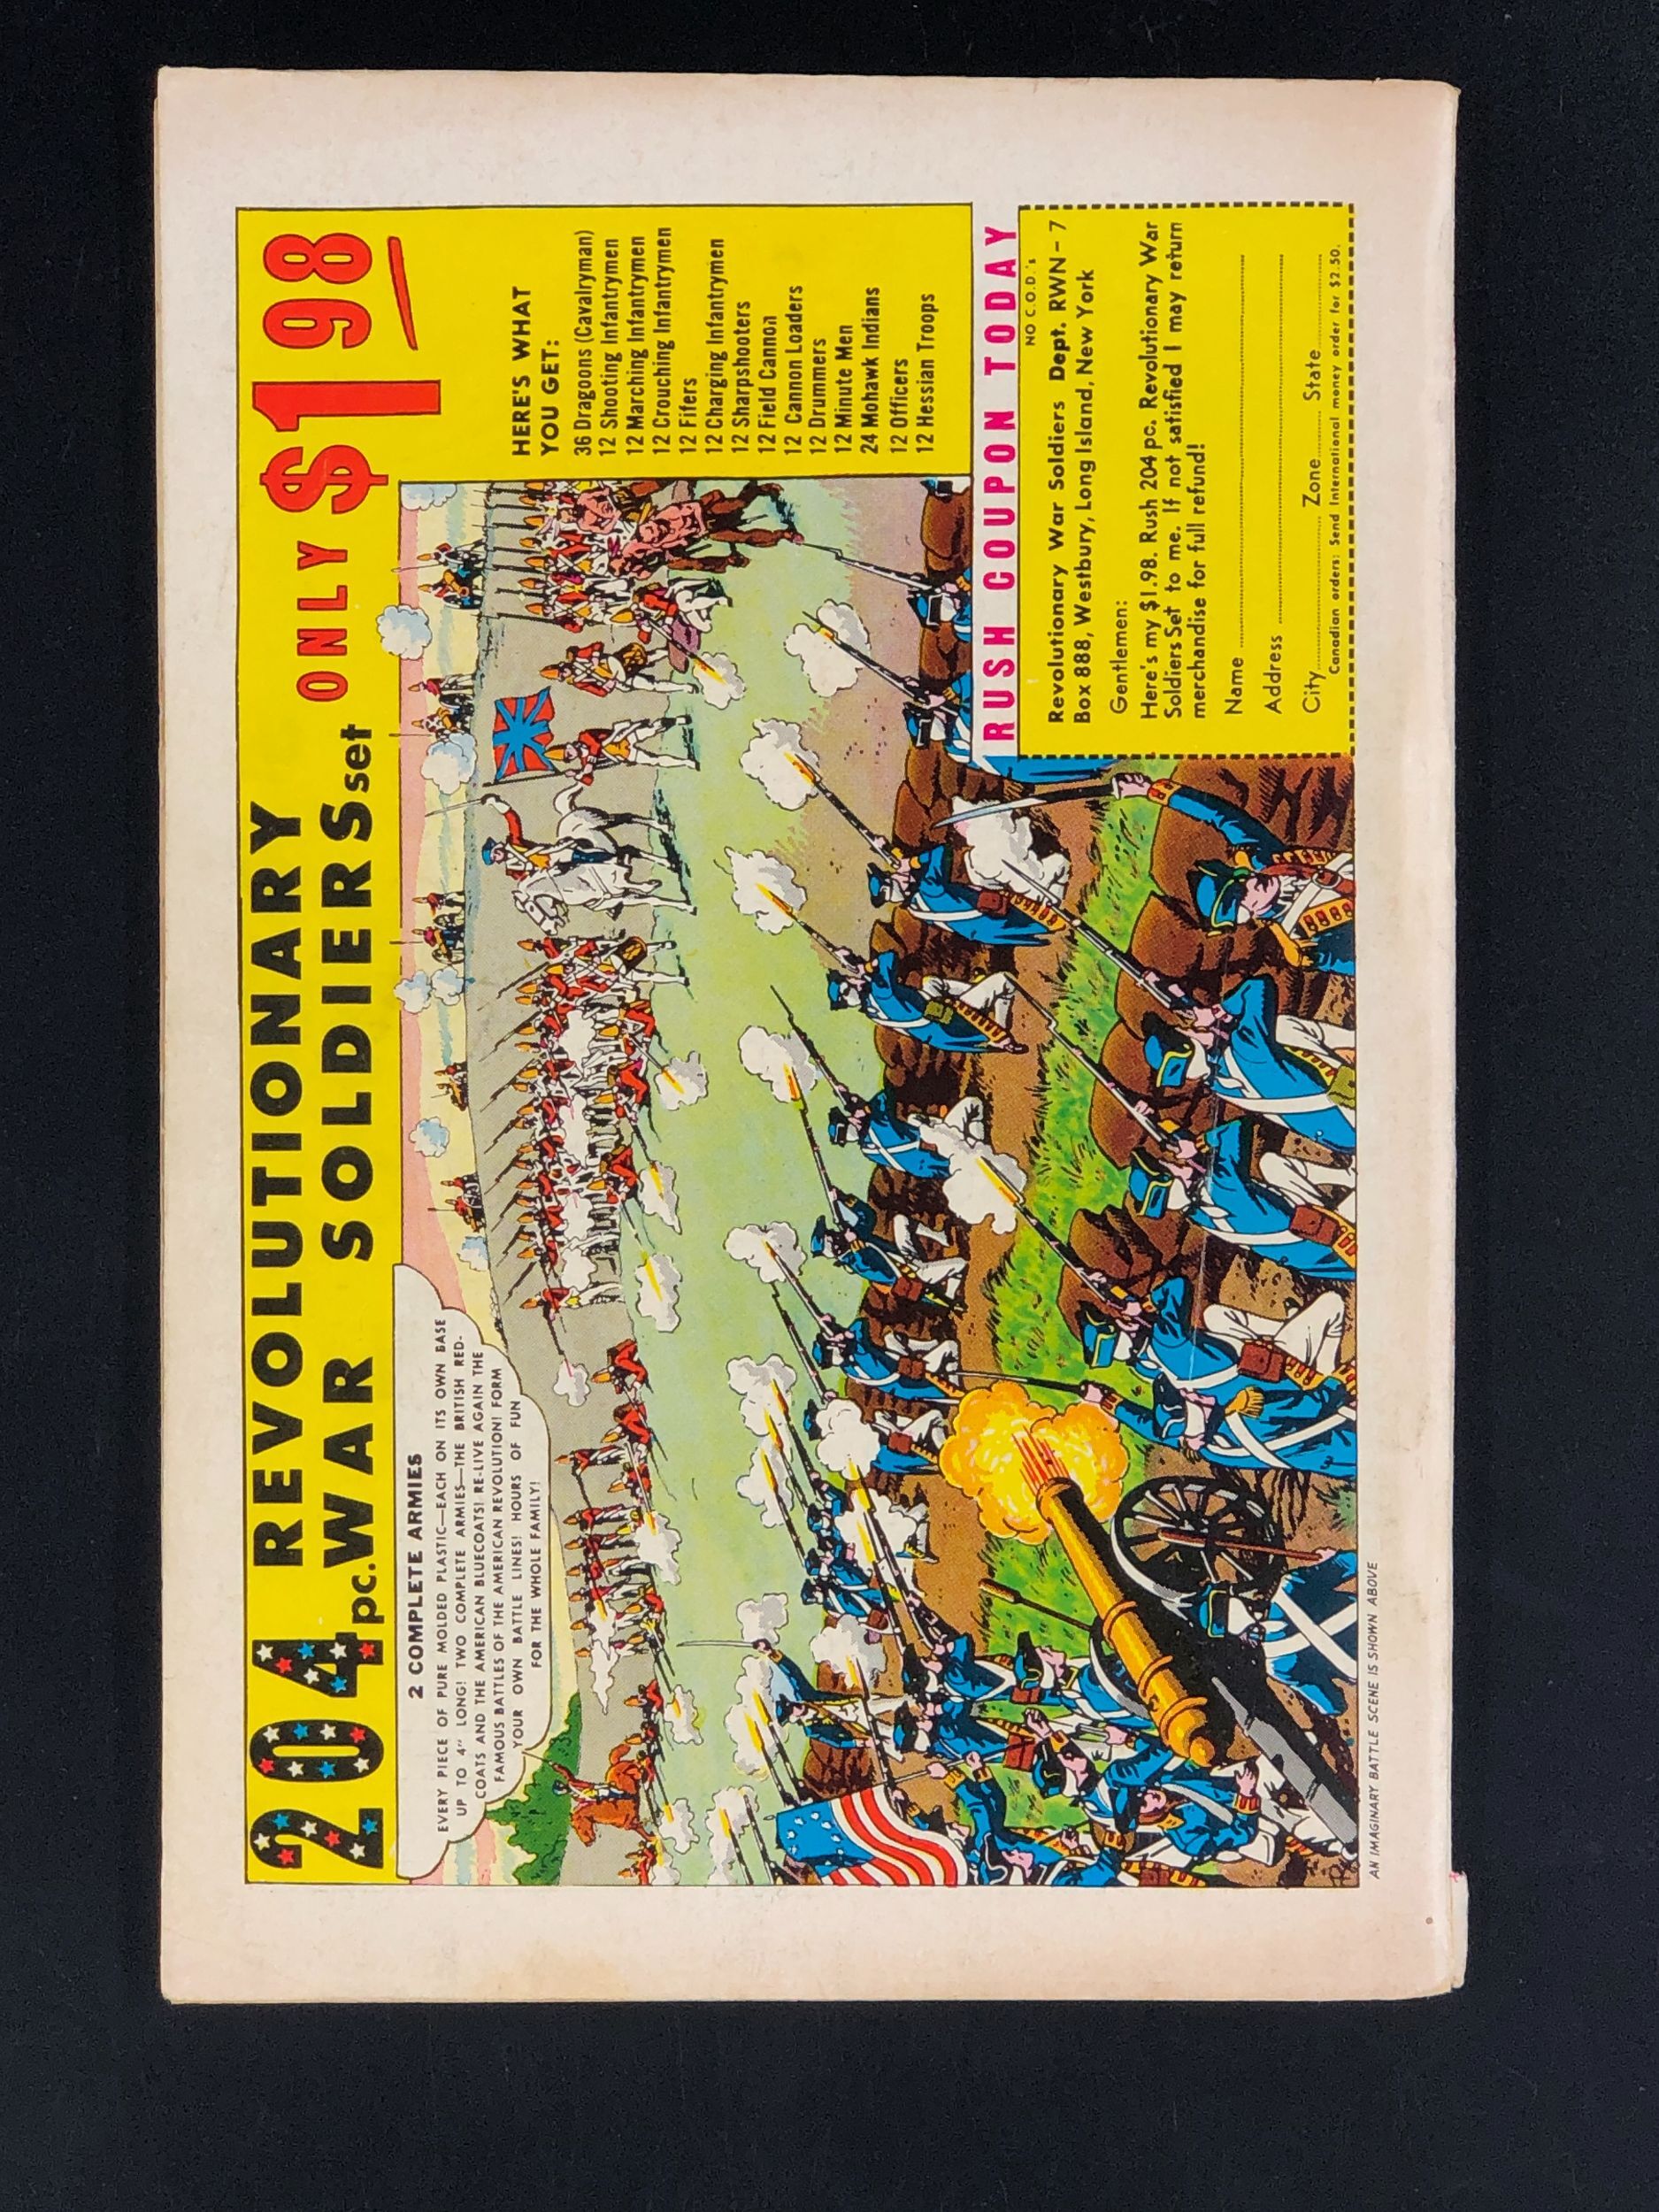 204 REVOLUTIONARY
pc. WAR SOLDIERS set ONLY $1 98
2 COMPLETE ARMIES
EVERY PIECE OF PURE MOLDED PLASTIC—EACH ON ITS OWN BASE
UP TO 4" LONG! TWO COMPLETE ARMIES—THE BRITISH RED-
COATS AND THE AMERICAN BLUECOATS! RE-LIVE AGAIN THE
FAMOUS BATTLES OF THE AMERICAN REVOLUTION! FORM
YOUR OWN BATTLE LINES! HOURS OF FUN
FOR THE WHOLE FAMILY!
HERE'S WHAT
YOU GET:
36 Dragoons (Cavalryman)
12 Shooting Infantrymen
12 Marching Infantrymen
12 Crouching Infantrymen
12 Fifers
12 Charging Infantrymen
12 Sharpshooters
12 Field Cannon
12 Cannon Loaders
12 Drummers
12 Minute Men
24 Mohawk Indians
12 Officers
12 Hessian Troops
RUSH COUPON TODAY
NO C.O.D.'s
Revolutionary War Soldiers Dept. RWN-7
Box 888, Westbury, Long Island, New York
Gentlemen:
Here's my $1.98. Rush 204 pc. Revolutionary War
Soldiers Set to me. If not satisfied I may return
merchandise for full refund!
Name
Address
City Zone State
Canadian orders: Send International money order for $2.50.
AN IMAGINARY BATTLE SCENE IS SHOWN ABOVE